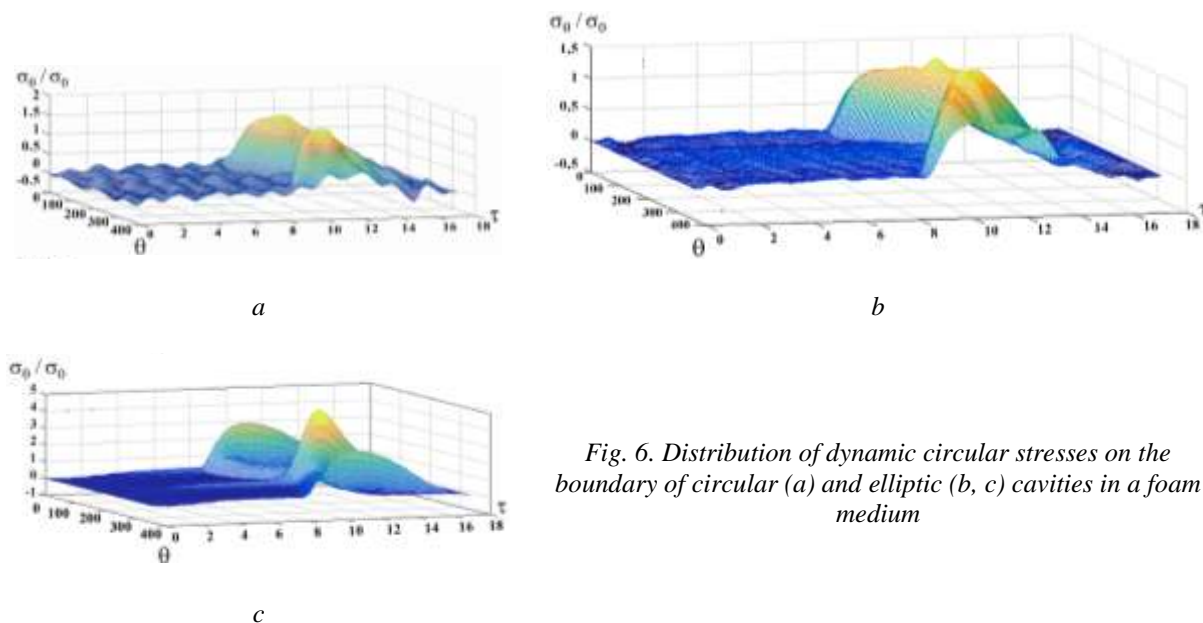 σθ / σ0
2
1.5
1
0.5
0
-0.5
0
100
200
300
400
θ
0 2 4 6 8 10 12 14 16 18
τ
a
σθ / σ0
1,5
1
0,5
0
-0,5
0
100
200
300
400
θ
0 2 4 6 8 10 12 14 16 18
τ
b
σθ / σ0
5
4
3
2
1
0
-1
0
100
200
300
400
θ
0 2 4 6 8 10 12 14 16 18
τ
c
Fig. 6. Distribution of dynamic circular stresses on the
boundary of circular (a) and elliptic (b, c) cavities in a foam
medium